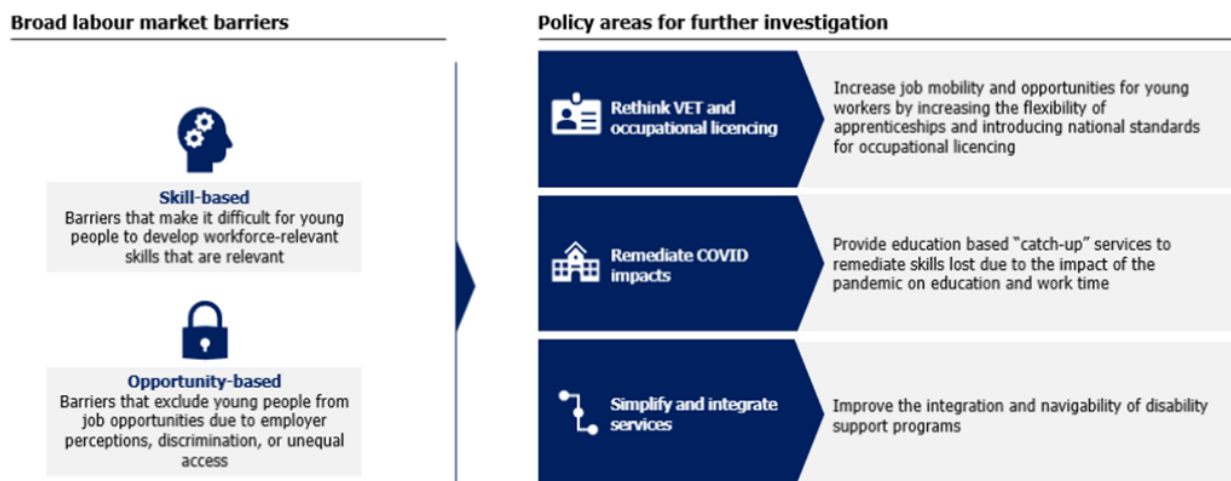 Broad labour market barriers
Skill-based
Barriers that make it difficult for young
people to develop workforce-relevant
skills that are relevant
Opportunity-based
Barriers that exclude young people from
job opportunities due to employer
perceptions, discrimination, or unequal
access
Policy areas for further investigation
Rethink VET and
occupational licencing
Increase job mobility and opportunities for young
workers by increasing the flexibility of
apprenticeships and introducing national standards
for occupational licencing
Remediate COVID
impacts
Provide education based “catch-up” services to
remediate skills lost due to the impact of the
pandemic on education and work time
Simplify and integrate
services
Improve the integration and navigability of disability
support programs